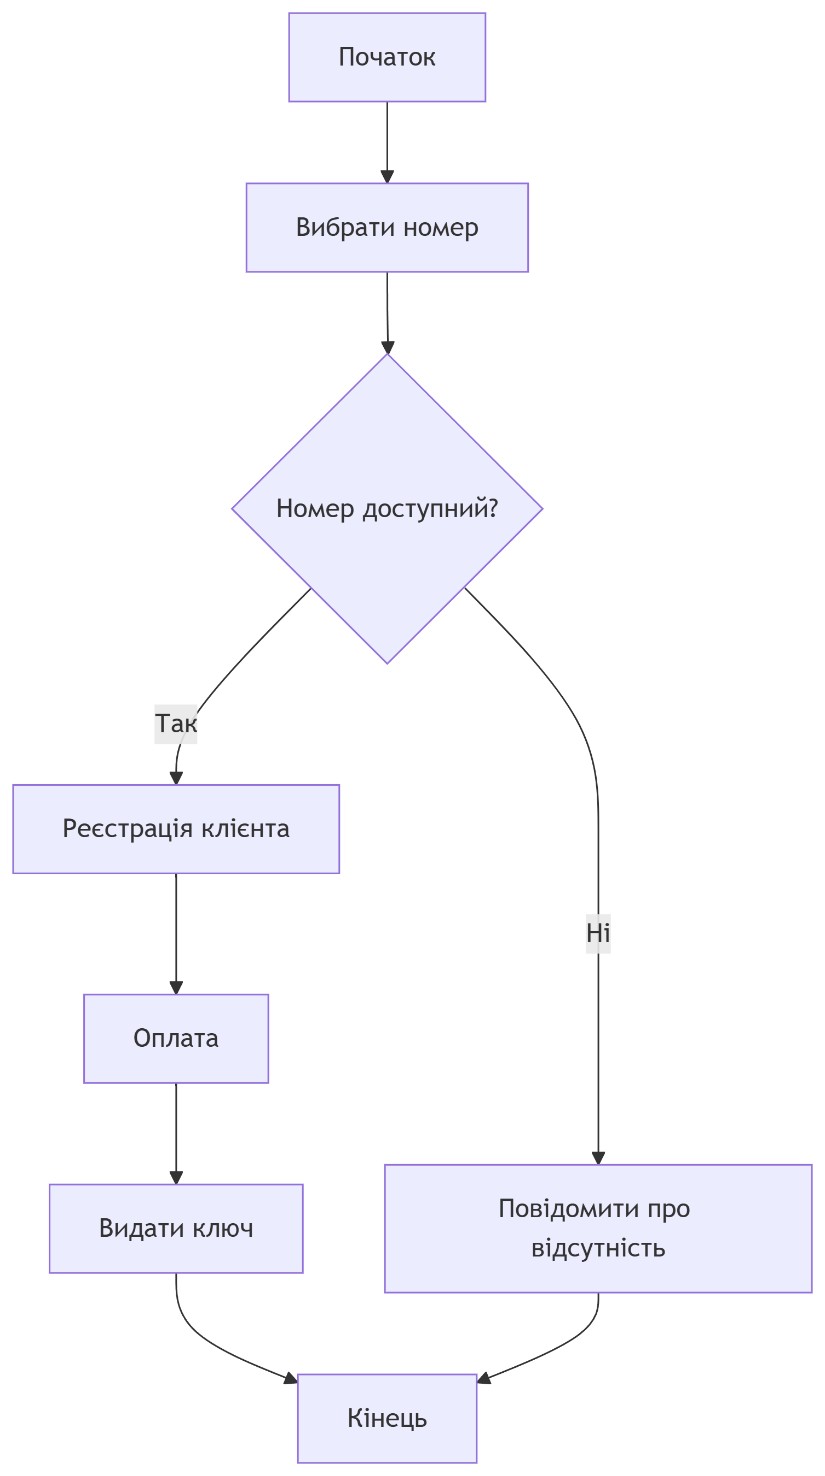 Початок
Вибрати номер
Номер доступний?
Так
Реєстрація клієнта
Ні
Оплата
Видати ключ
Повідомити про
відсутність
Кінець